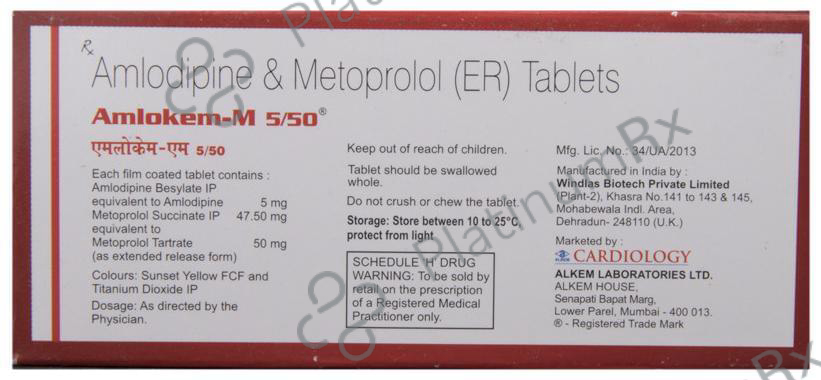 Rx
Amlodipine & Metoprolol (ER) Tablets
Amlokem-M 5/50®
एमलोकेम-एम 5/50
Each film coated tablet contains :
Amlodipine Besylate IP
equivalent to Amlodipine 5 mg
Metoprolol Succinate IP 47.50 mg
equivalent to
Metoprolol Tartrate 50 mg
(as extended release form)
Colours: Sunset Yellow FCF and
Titanium Dioxide IP
Dosage: As directed by the
Physician.
Keep out of reach of children.
Tablet should be swallowed
whole.
Do not crush or chew the tablet.
Storage: Store between 10 to 25°C,
protect from light
SCHEDULE 'H' DRUG
WARNING: To be sold by
retail on the prescription
of a Registered Medical
Practitioner only.
Mfg. Lic. No.: 34/UA/2013
Manufactured in India by :
Windlas Biotech Private Limited
(Plant-2), Khasra No.141 to 143 & 145,
Mohabewala Indl. Area,
Dehradun- 248110 (U.K.)
Marketed by :
ALKEM CARDIOLOGY
ALKEM LABORATORIES LTD.
ALKEM HOUSE,
Senapati Bapat Marg,
Lower Parel, Mumbai - 400 013.
® - Registered Trade Mark
PlatinumRx